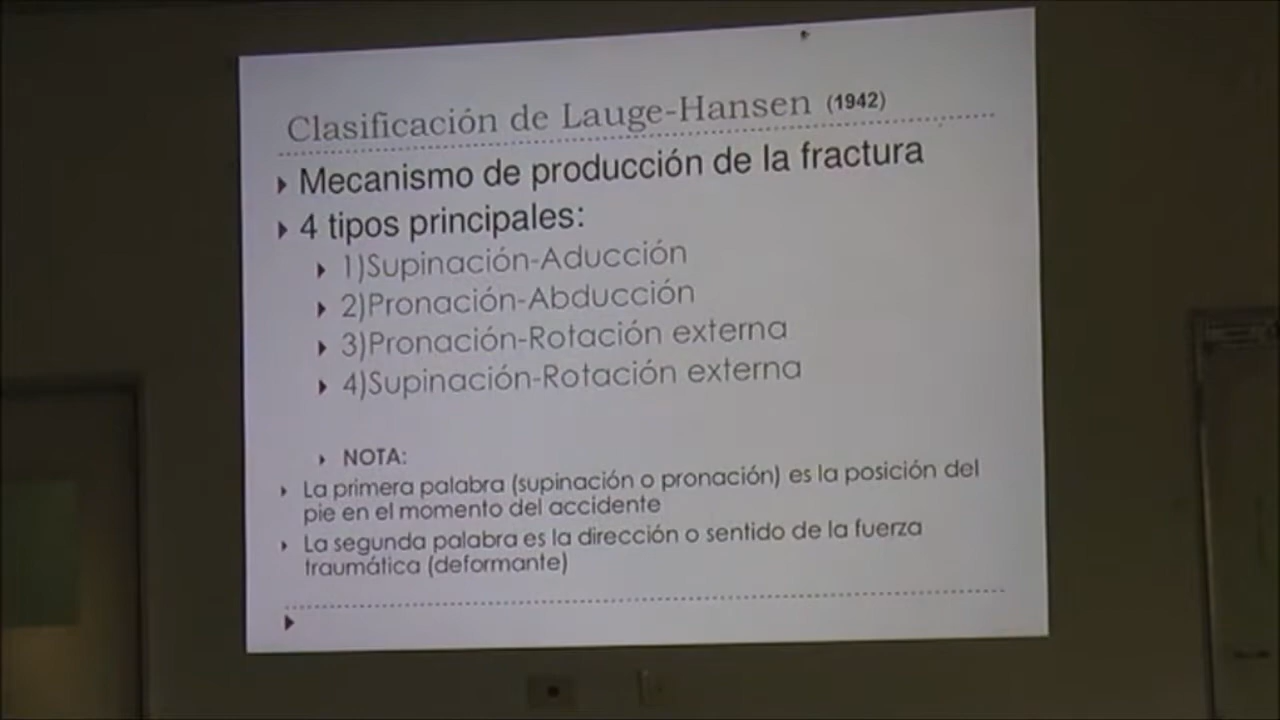 Clasificación de Lauge-Hansen (1942)
Mecanismo de producción de la fractura
4 tipos principales:
1)Supinación-Aducción
2)Pronación-Abducción
3)Pronación-Rotación externa
4)Supinación-Rotación externa
NOTA:
La primera palabra (supinación o pronación) es la posición del
pie en el momento del accidente
La segunda palabra es la dirección o sentido de la fuerza
traumática (deformante)